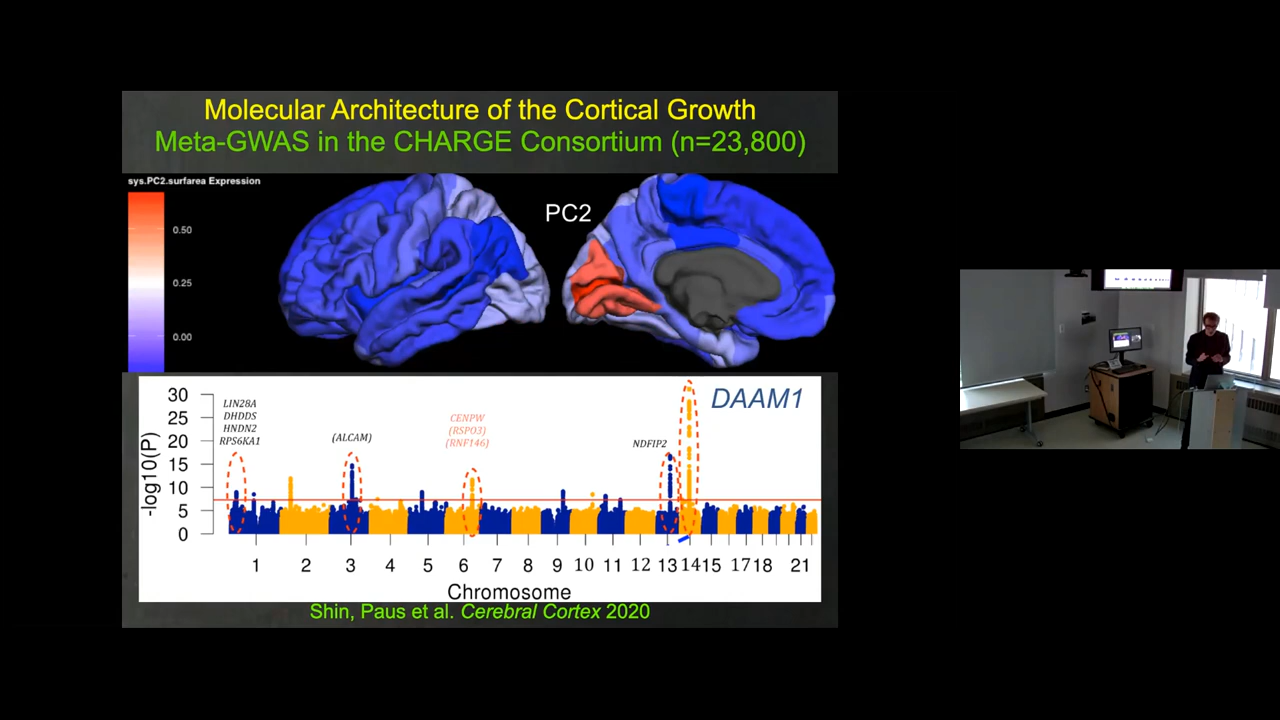 Molecular Architecture of the Cortical Growth
Meta-GWAS in the CHARGE Consortium (n=23,800)
sys.PC2.surfarea Expression
0.50
0.25
0.00
PC2
DAAM1
LIN28A
DHDDS
HNDN2
RPS6KA1
(ALCAM)
CENPW
(RSPO3)
(RNF146)
NDFIP2
-log10(P)
30
25
20
15
10
5
0
1 2 3 4 5 6 7 8 9 10 11 12 13 14 15 17 18 21
Chromosome
Shin, Paus et al. Cerebral Cortex 2020